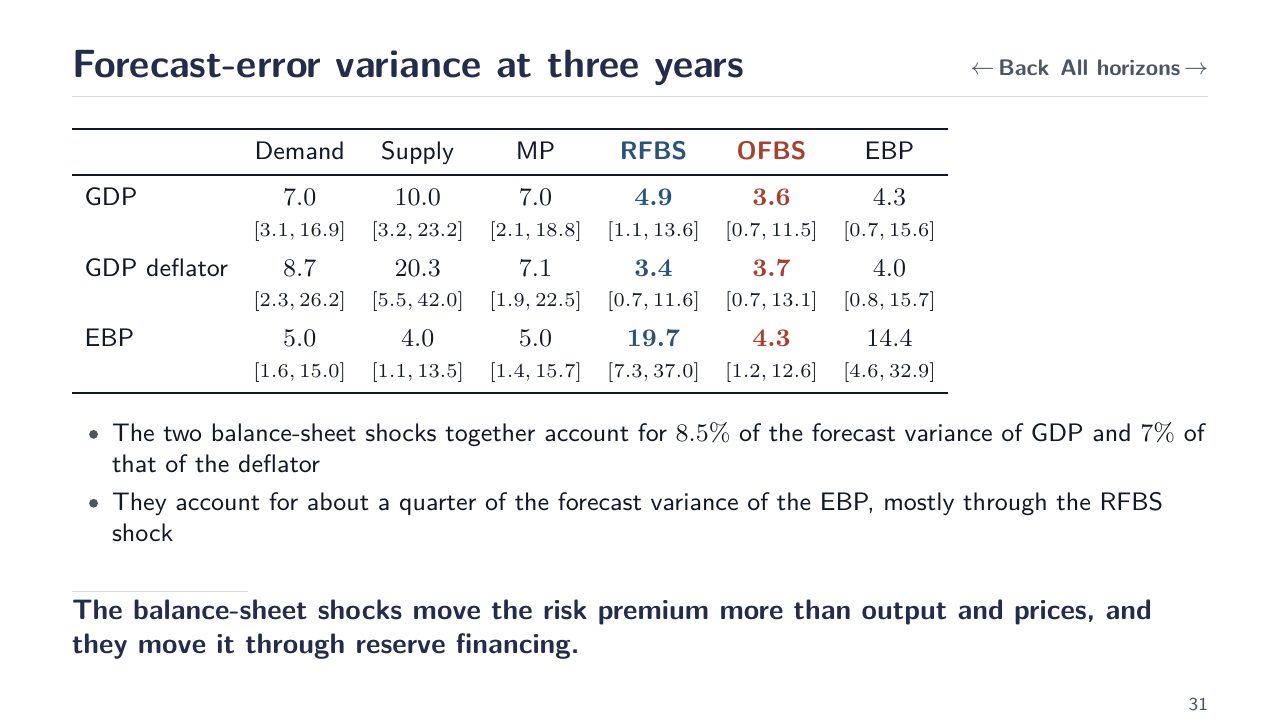 Forecast-error variance at three years
← Back All horizons →
Demand Supply MP RFBS OFBS EBP
GDP 7.0 10.0 7.0 4.9 3.6 4.3
[3.1, 16.9] [3.2, 23.2] [2.1, 18.8] [1.1, 13.6] [0.7, 11.5] [0.7, 15.6]
GDP deflator 8.7 20.3 7.1 3.4 3.7 4.0
[2.3, 26.2] [5.5, 42.0] [1.9, 22.5] [0.7, 11.6] [0.7, 13.1] [0.8, 15.7]
EBP 5.0 4.0 5.0 19.7 4.3 14.4
[1.6, 15.0] [1.1, 13.5] [1.4, 15.7] [7.3, 37.0] [1.2, 12.6] [4.6, 32.9]
• The two balance-sheet shocks together account for 8.5% of the forecast variance of GDP and 7% of
that of the deflator
• They account for about a quarter of the forecast variance of the EBP, mostly through the RFBS
shock
The balance-sheet shocks move the risk premium more than output and prices, and
they move it through reserve financing.
31